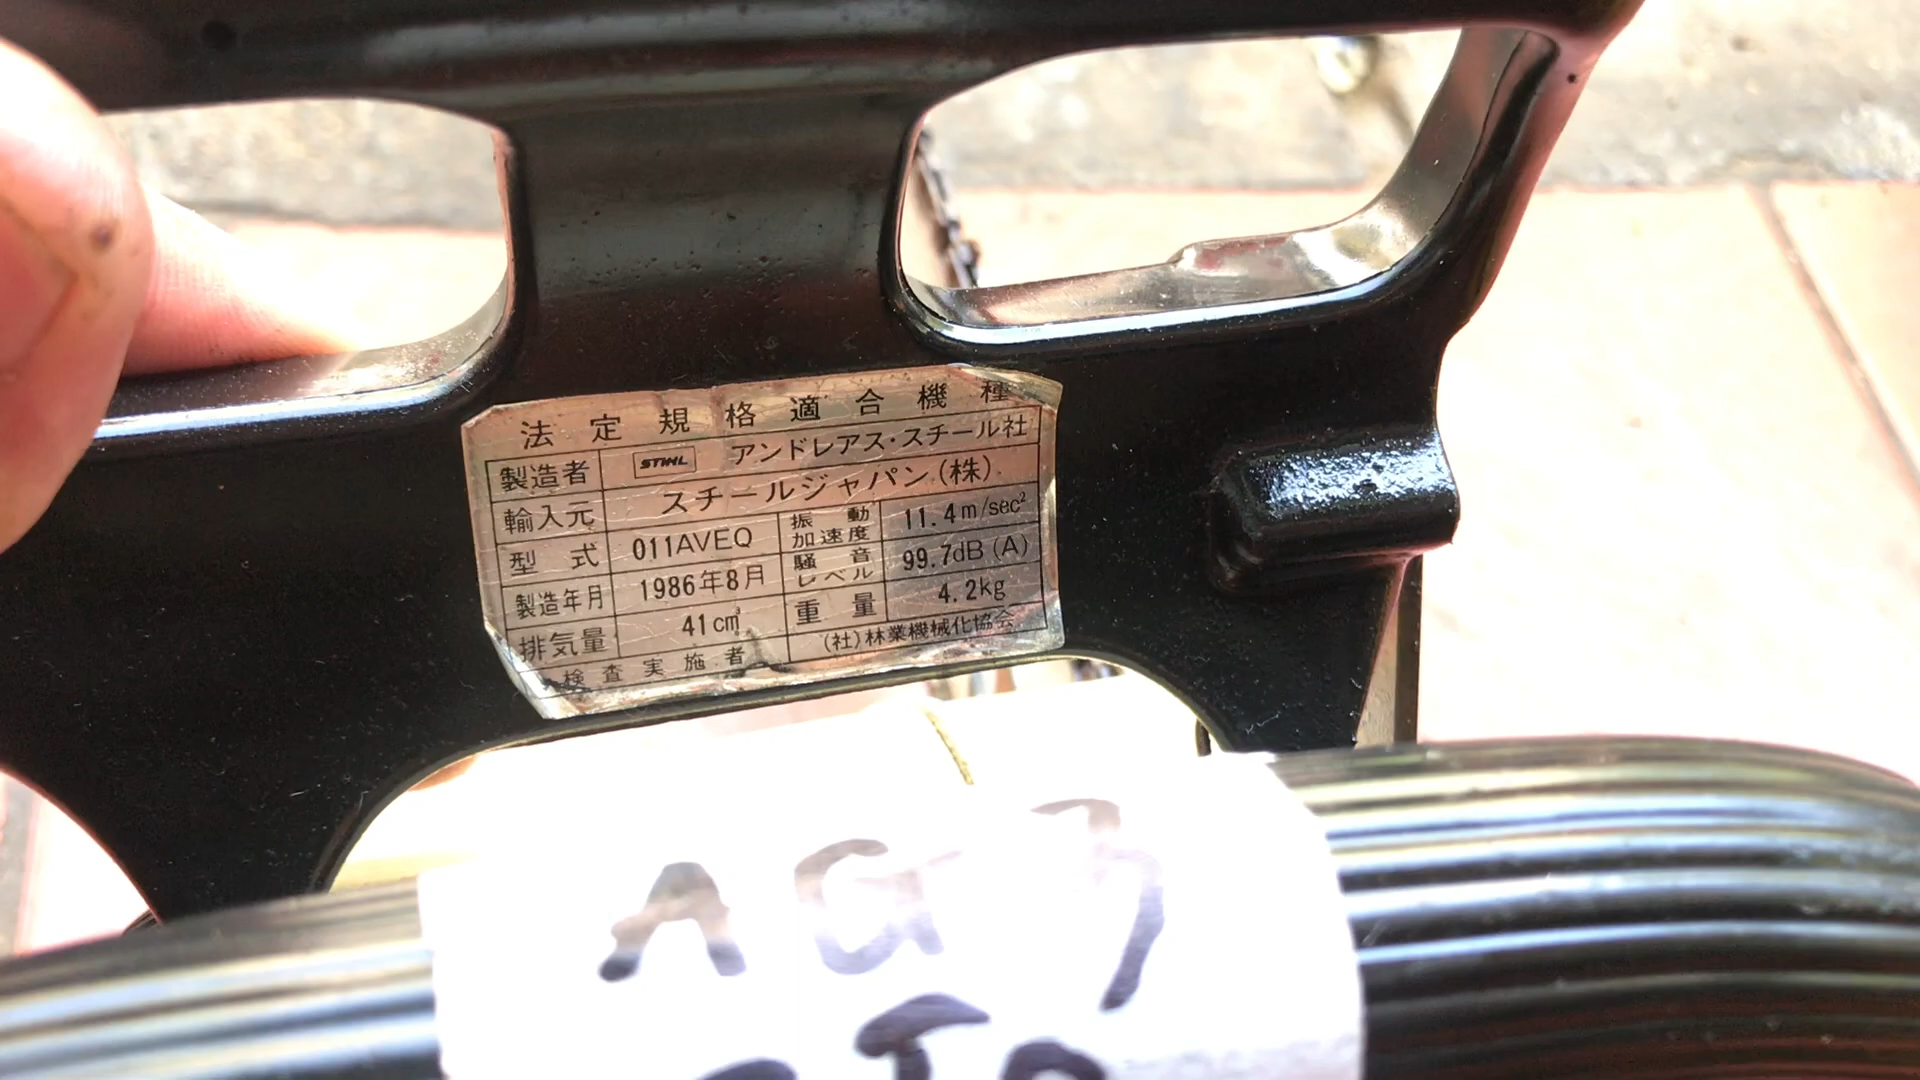 法定規格適合機種
製造者 STIHL アンドレアス・スチール社
輸入元 スチールジャパン(株)
型式 011AVEQ 振動加速度 11.4m/sec²
製造年月 1986年8月 騒音レベル 99.7dB(A)
排気量 41cm³ 重量 4.2kg
検査実施者 (社)林業機械化協会
AG7